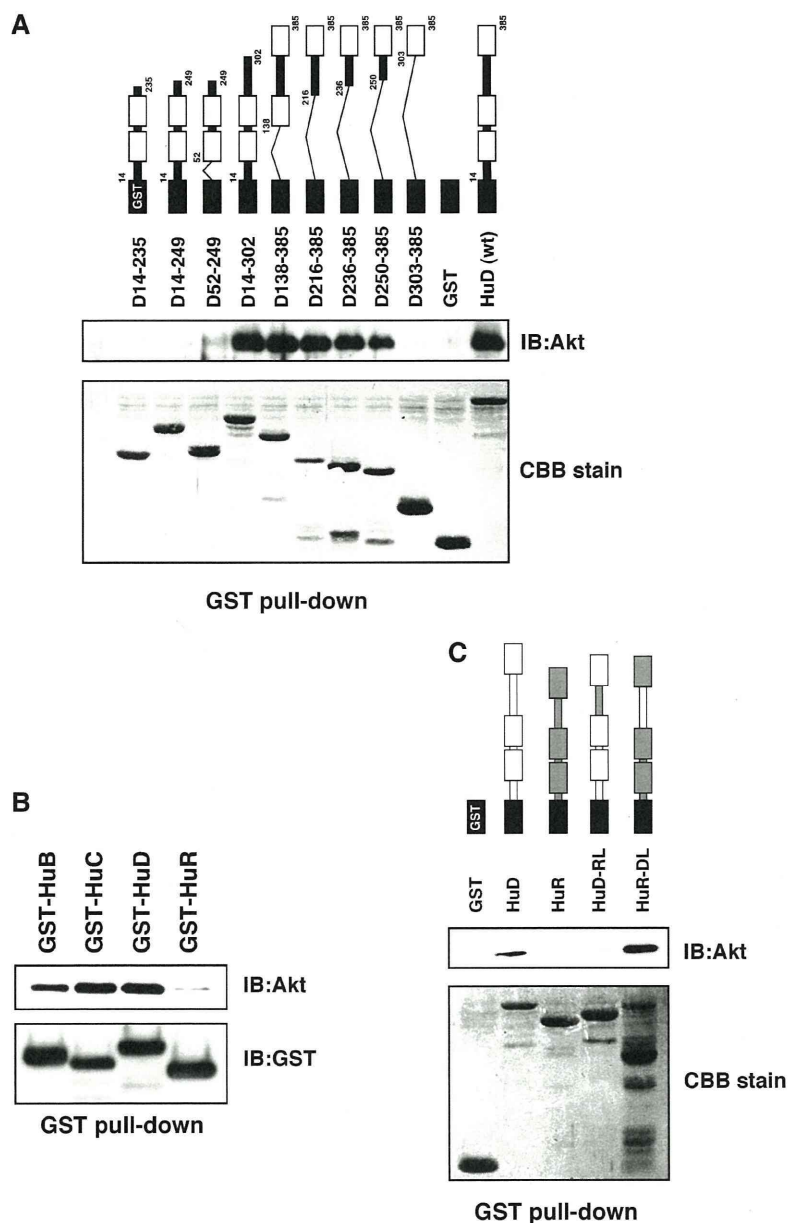 A
235
249
249
302
385
385
385
385
385
385
138
216
236
250
303
52
14
14
14
14
GST
D14-235
D14-249
D52-249
D14-302
D138-385
D216-385
D236-385
D250-385
D303-385
GST
HuD (wt)
IB:Akt
CBB stain
GST pull-down
B
GST-HuB
GST-HuC
GST-HuD
GST-HuR
IB:Akt
IB:GST
GST pull-down
C
GST
GST
HuD
HuR
HuD-RL
HuR-DL
IB:Akt
CBB stain
GST pull-down